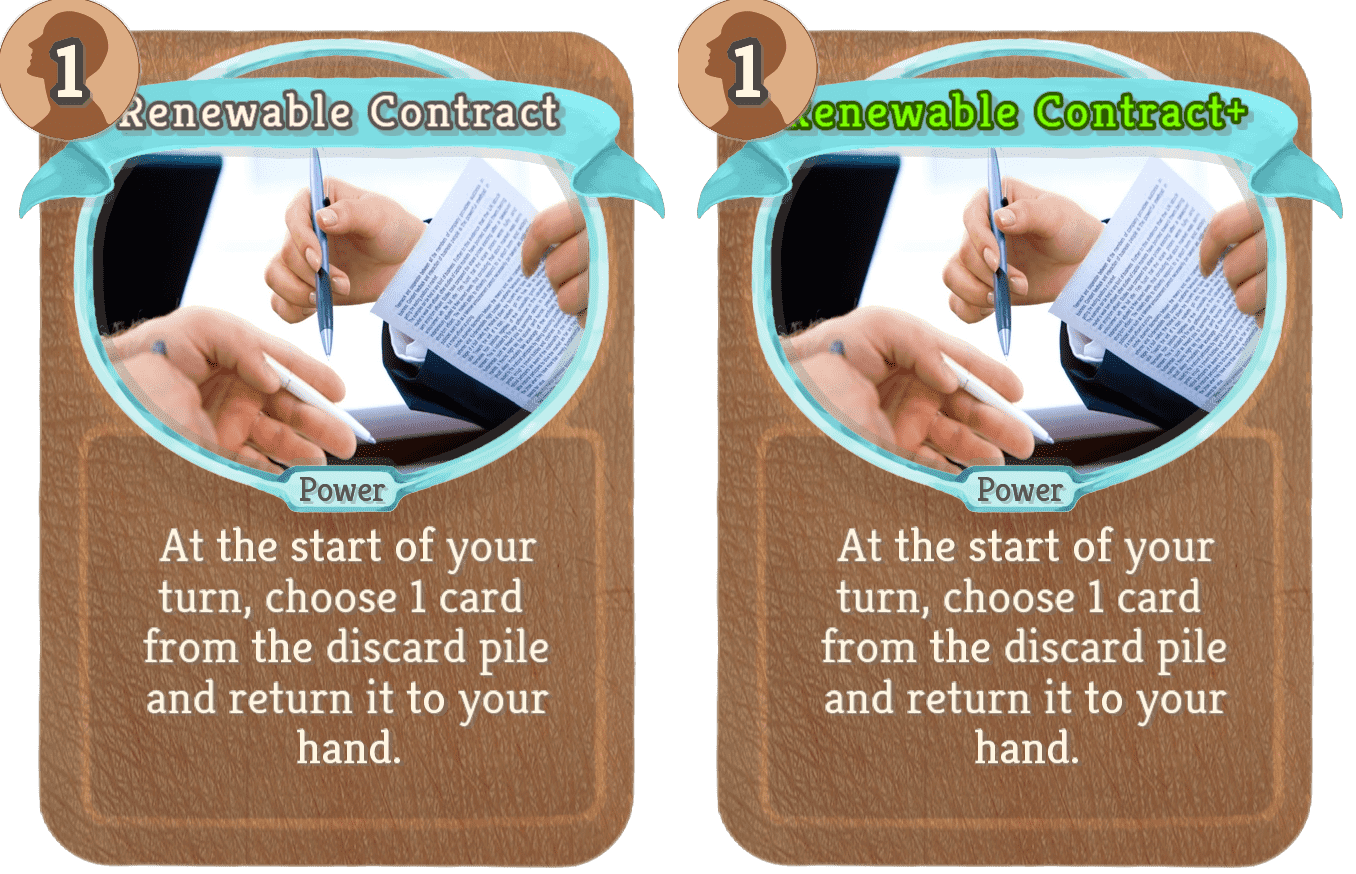 1
Renewable Contract
Power
At the start of your
turn, choose 1 card
from the discard pile
and return it to your
hand.
1
Renewable Contract+
Power
At the start of your
turn, choose 1 card
from the discard pile
and return it to your
hand.